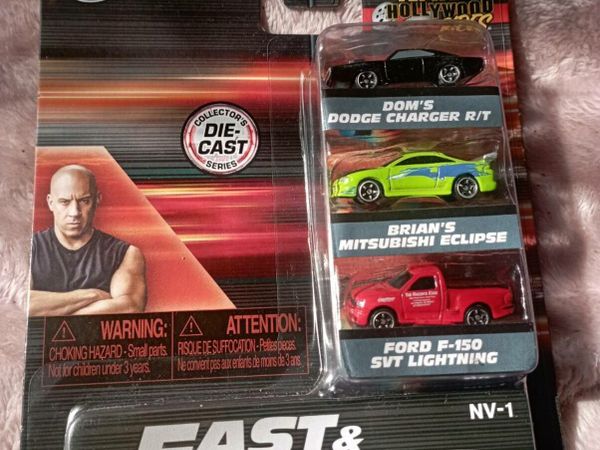 HOLLYWOOD
RIDES
COLLECTOR'S
DIE-
CAST
SERIES
DOM'S
DODGE CHARGER R/T
BRIAN'S
MITSUBISHI ECLIPSE
FORD F-150
SVT LIGHTNING
WARNING:
CHOKING HAZARD - Small parts.
Not for children under 3 years.
ATTENTION:
RISQUE DE SUFFOCATION - Petites pièces.
Ne convient pas aux enfants de moins de 3 ans.
NV-1
FAST &